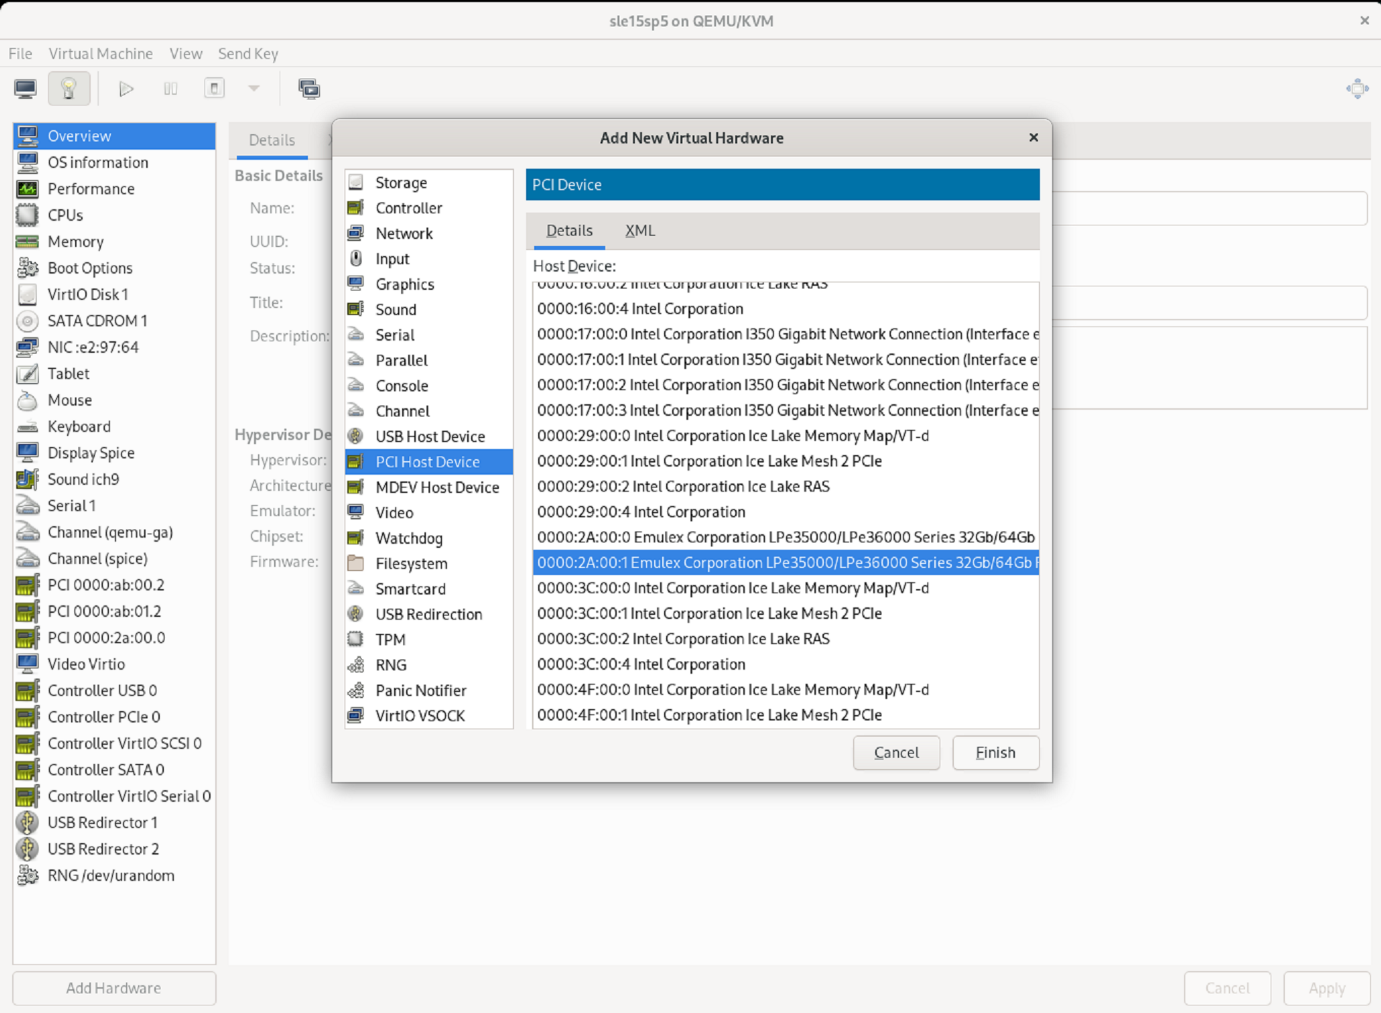 sle15sp5 on QEMU/KVM
File Virtual Machine View Send Key
Overview
OS information
Performance
CPUs
Memory
Boot Options
VirtIO Disk 1
SATA CDROM 1
NIC :e2:97:64
Tablet
Mouse
Keyboard
Display Spice
Sound ich9
Serial 1
Channel (qemu-ga)
Channel (spice)
PCI 0000:ab:00.2
PCI 0000:ab:01.2
PCI 0000:2a:00.0
Video Virtio
Controller USB 0
Controller PCIe 0
Controller VirtIO SCSI 0
Controller SATA 0
Controller VirtIO Serial 0
USB Redirector 1
USB Redirector 2
RNG /dev/urandom
Add Hardware
Details
Basic Details
Name:
UUID:
Status:
Title:
Description:
Hypervisor De
Hypervisor:
Architecture
Emulator:
Chipset:
Firmware:
Add New Virtual Hardware
Storage
Controller
Network
Input
Graphics
Sound
Serial
Parallel
Console
Channel
USB Host Device
PCI Host Device
MDEV Host Device
Video
Watchdog
Filesystem
Smartcard
USB Redirection
TPM
RNG
Panic Notifier
VirtIO VSOCK
PCI Device
Details XML
Host Device:
0000:16:00:2 Intel Corporation Ice Lake RAS
0000:16:00:4 Intel Corporation
0000:17:00:0 Intel Corporation I350 Gigabit Network Connection (Interface e
0000:17:00:1 Intel Corporation I350 Gigabit Network Connection (Interface e
0000:17:00:2 Intel Corporation I350 Gigabit Network Connection (Interface e
0000:17:00:3 Intel Corporation I350 Gigabit Network Connection (Interface e
0000:29:00:0 Intel Corporation Ice Lake Memory Map/VT-d
0000:29:00:1 Intel Corporation Ice Lake Mesh 2 PCIe
0000:29:00:2 Intel Corporation Ice Lake RAS
0000:29:00:4 Intel Corporation
0000:2A:00:0 Emulex Corporation LPe35000/LPe36000 Series 32Gb/64Gb
0000:2A:00:1 Emulex Corporation LPe35000/LPe36000 Series 32Gb/64Gb F
0000:3C:00:0 Intel Corporation Ice Lake Memory Map/VT-d
0000:3C:00:1 Intel Corporation Ice Lake Mesh 2 PCIe
0000:3C:00:2 Intel Corporation Ice Lake RAS
0000:3C:00:4 Intel Corporation
0000:4F:00:0 Intel Corporation Ice Lake Memory Map/VT-d
0000:4F:00:1 Intel Corporation Ice Lake Mesh 2 PCIe
Cancel Finish
Cancel Apply